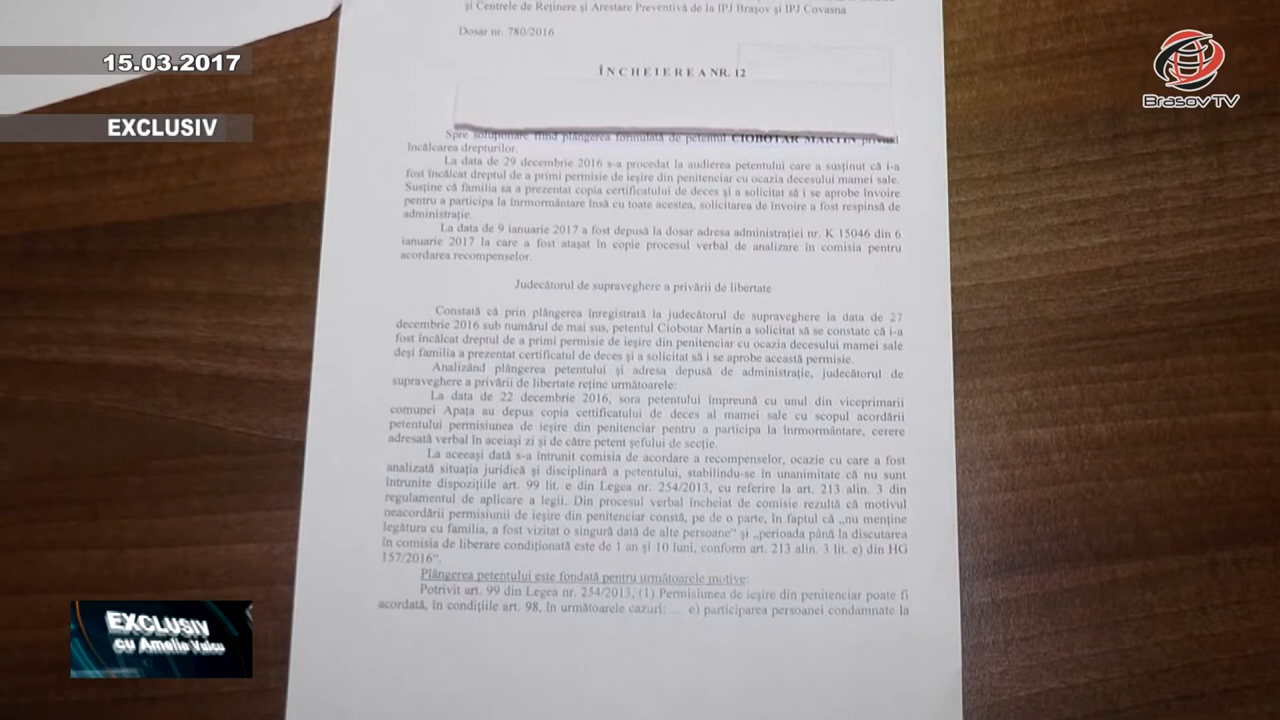 și Centrele de Reținere și Arestare Preventivă de la IPJ Brașov și IPJ Covasna
Dosar nr. 780/2016
15.03.2017
BrasovTV
ÎNCHEIEREA NR. 12
EXCLUSIV
Spre soluționare fiind plângerea formulată de petentul CIOBOTAR MARTIN privind
încălcarea drepturilor.
La data de 29 decembrie 2016 s-a procedat la audierea petentului care a susținut că i-a
fost încălcat dreptul de a primi permisie de ieșire din penitenciar cu ocazia decesului mamei sale.
Susține că familia sa a prezentat copia certificatului de deces și a solicitat să i se aprobe învoire
pentru a participa la înrmormântare însă cu toate acestea, solicitarea de învoire a fost respinsă de
administrație.
La data de 9 ianuarie 2017 a fost depusă la dosar adresa administrației nr. K 15046 din 6
ianuarie 2017 la care a fost atașat în copie procesul verbal de analizare în comisia pentru
acordarea recompenselor.
Judecătorul de supraveghere a privării de libertate
Constată că prin plângerea înregistrată la judecătorul de supraveghere la data de 27
decembrie 2016 sub numărul de mai sus, petentul Ciobotar Martin a solicitat să se constate că i-a
fost încălcat dreptul de a primi permisie de ieșire din penitenciar cu ocazia decesului mamei sale
deși familia a prezentat certificatul de deces și a solicitat să i se aprobe această permisie.
Analizând plângerea petentului și adresa depusă de administrație, judecătorul de
supraveghere a privării de libertate reține următoarele:
La data de 22 decembrie 2016, sora petentului împreună cu unul din viceprimarii
comunei Apața au depus copia certificatului de deces al mamei sale cu scopul acordării
petentului permisiunea de ieșire din penitenciar pentru a participa la înrmormântare, cerere
adresată verbal în aceiași zi și de către petent șefului de secție.
La aceeași dată s-a întrunit comisia de acordare a recompenselor, ocazie cu care a fost
analizată situația juridică și disciplinară a petentului, stabilindu-se în unanimitate că nu sunt
întrunite dispozițiile art. 99 lit. e din Legea nr. 254/2013, cu referire la art. 213 alin. 3 din
regulamentul de aplicare a legii. Din procesul verbal încheiat de comisie rezultă că motivul
neacordării permisiunii de ieșire din penitenciar constă, pe de o parte, în faptul că „nu menține
legătura cu familia, a fost vizitat o singură dată de alte persoane“ și „perioada până la discutarea
în comisia de liberare condiționată este de 1 an și 10 luni, conform art. 213 alin. 3 lit. e) din HG
157/2016“.
Plângerea petentului este fondată pentru următoarele motive:
Potrivit art. 99 din Legea nr. 254/2013, (1) Permisiunea de ieșire din penitenciar poate fi
acordată, în condițiile art. 98, în următoarele cazuri: ... e) participarea persoanei condamnate la
EXCLUSIV
cu Amalia Vulcu